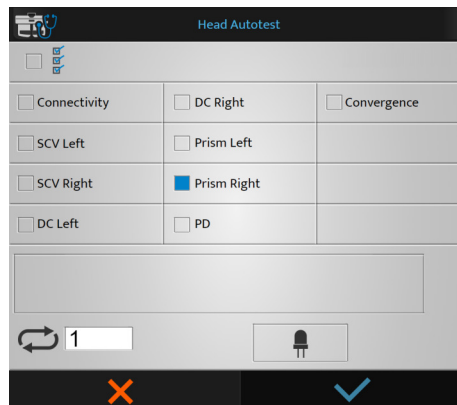 Head Autotest
Connectivity
DC Right
Convergence
SCV Left
Prism Left
SCV Right
Prism Right
DC Left
PD
1